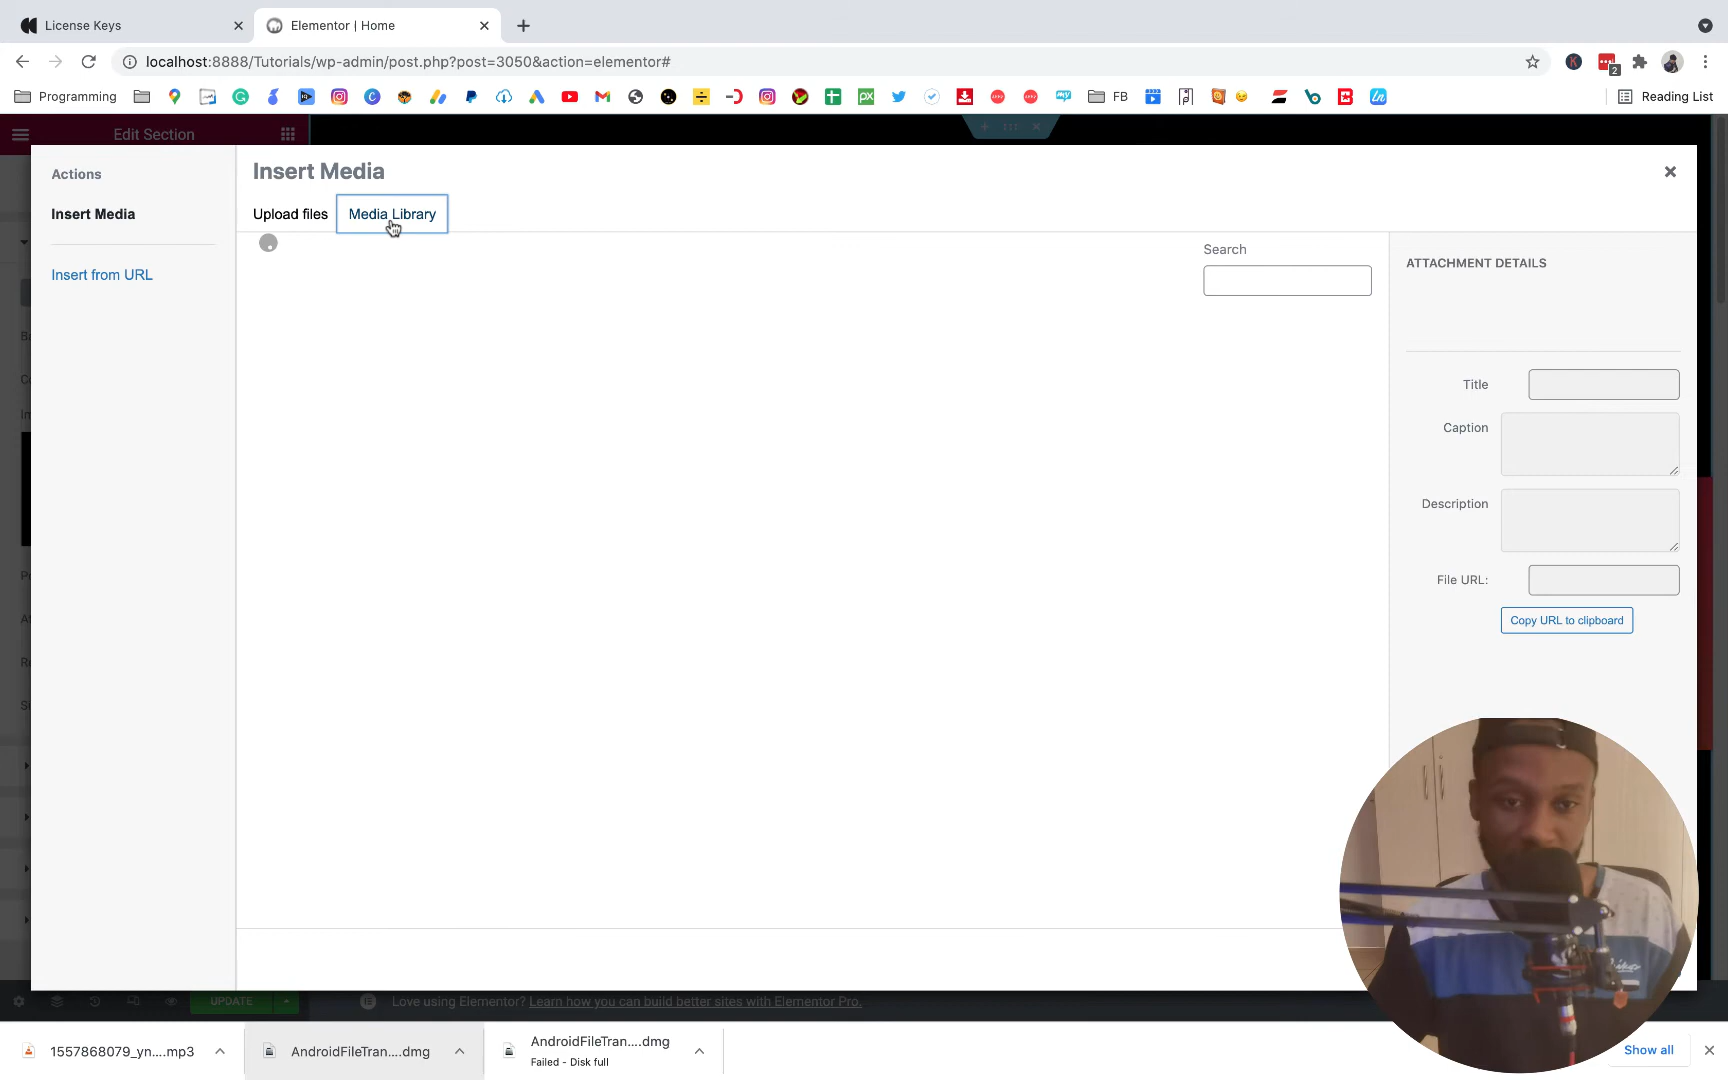 License Keys
Elementor | Home
localhost:8888/Tutorials/wp-admin/post.php?post=3050&action=elementor#
Programming
FB
Reading List
Edit Section
Actions
Insert Media
Insert from URL
Insert Media
Upload files
Media Library
Search
ATTACHMENT DETAILS
Title
Caption
Description
File URL:
Copy URL to clipboard
UPDATE
Love using Elementor? Learn how you can build better sites with Elementor Pro.
1557868079_yn....mp3
AndroidFileTran....dmg
AndroidFileTran....dmg
Failed - Disk full
Show all